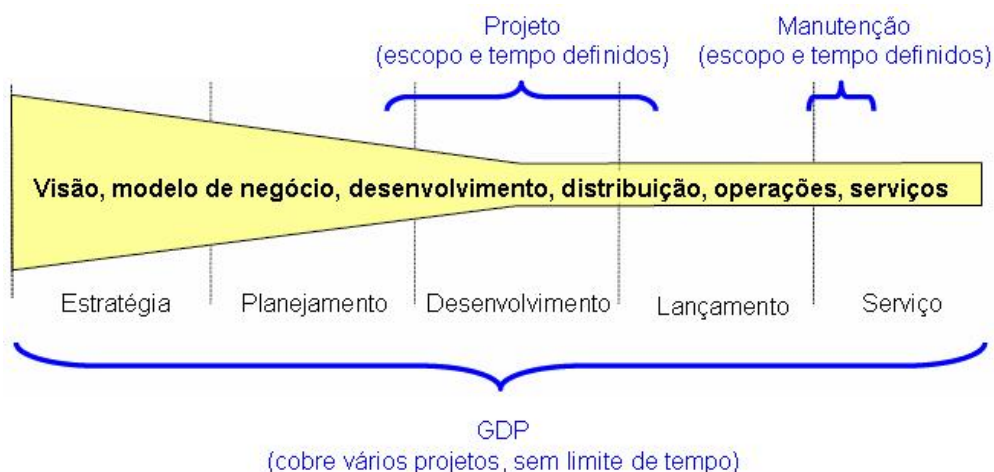 Projeto
(escopo e tempo definidos)
Manutenção
(escopo e tempo definidos)
Visão, modelo de negócio, desenvolvimento, distribuição, operações, serviços
Estratégia
Planejamento
Desenvolvimento
Lançamento
Serviço
GDP
(cobre vários projetos, sem limite de tempo)